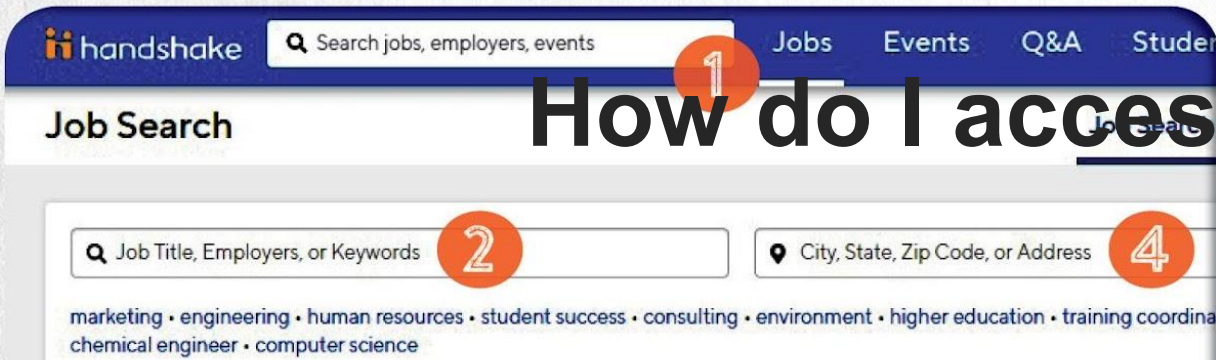 handshake Search jobs, employers, events Jobs Events Q&A
1
How do I
Job Search
Job Title, Employers, or Keywords 2 City, State, Zip Code, or Address 4
marketing • engineering • human resources • student success • consulting • environment • higher education • training
chemical engineer • computer science